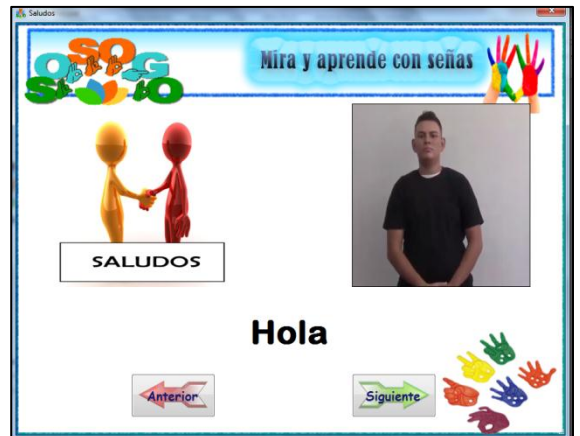 Saludos
Mira y aprende con señas
SALUDOS
Hola
Anterior
Siguiente